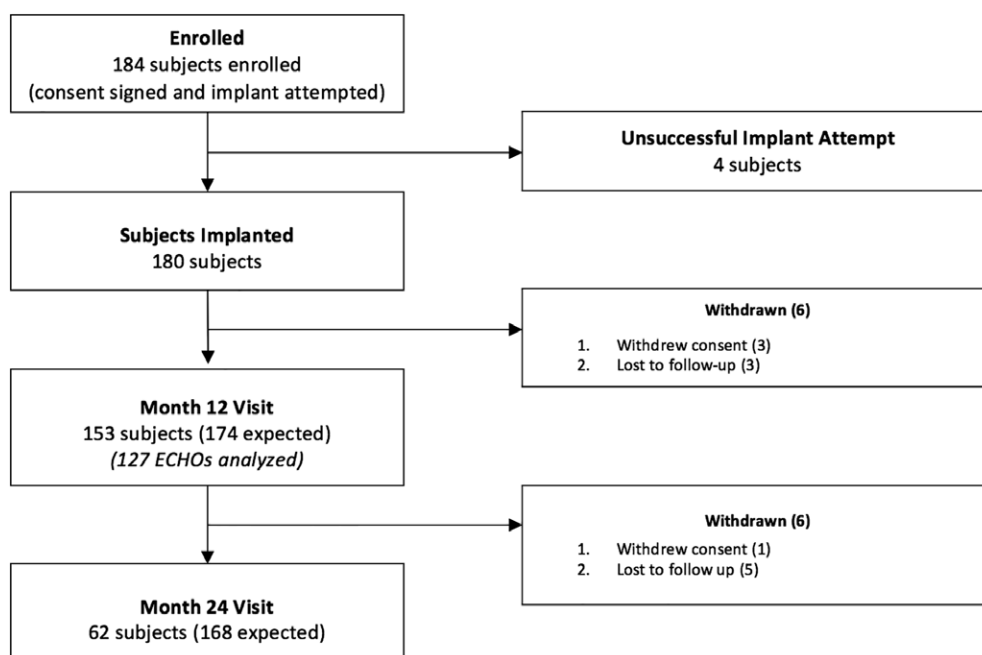 Enrolled
184 subjects enrolled
(consent signed and implant attempted)
Unsuccessful Implant Attempt
4 subjects
Subjects Implanted
180 subjects
Withdrawn (6)
1. Withdrew consent (3)
2. Lost to follow-up (3)
Month 12 Visit
153 subjects (174 expected)
(127 ECHOs analyzed)
Withdrawn (6)
1. Withdrew consent (1)
2. Lost to follow up (5)
Month 24 Visit
62 subjects (168 expected)